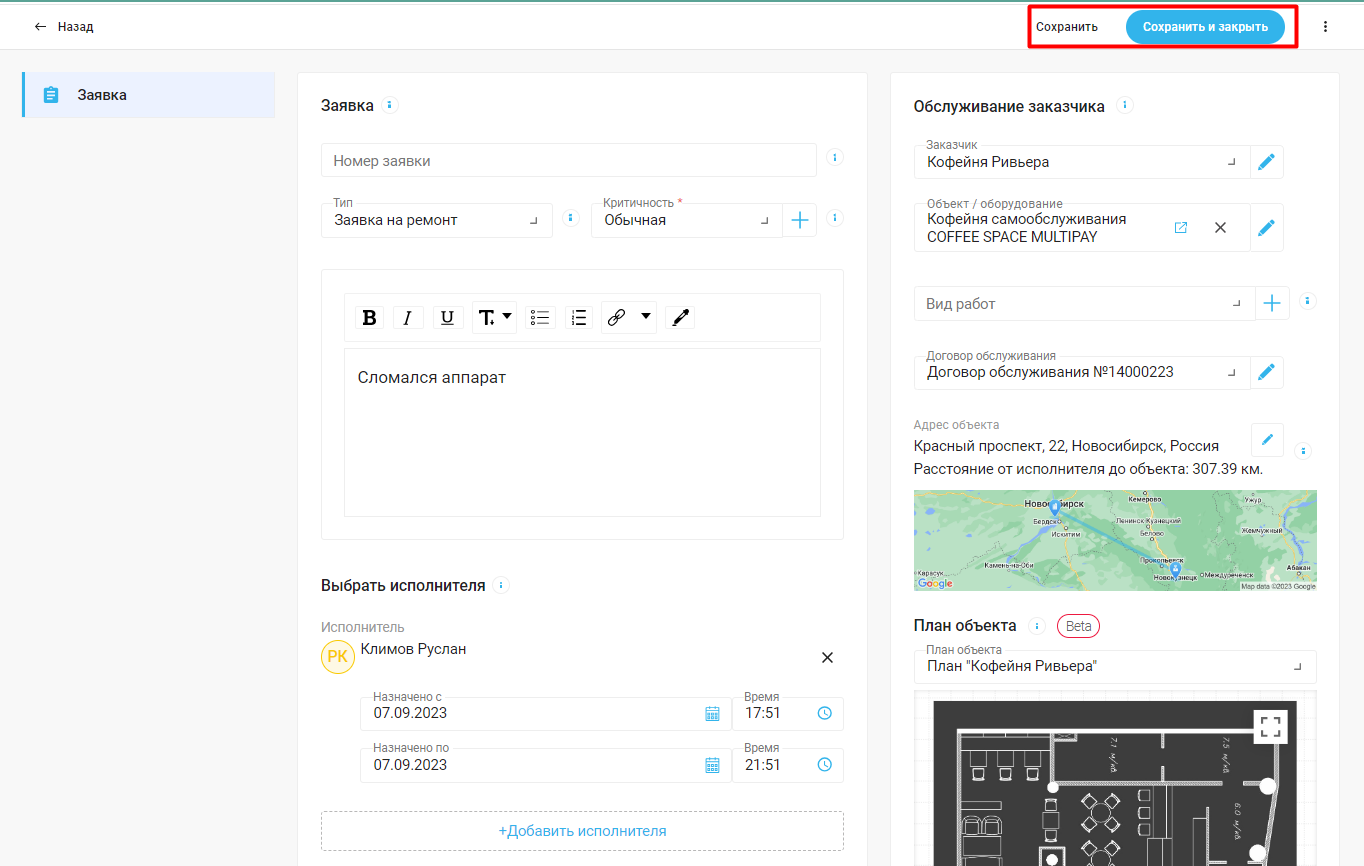 Назад
Сохранить
Сохранить и закрыть
Заявка
Заявка
Номер заявки
Тип
Заявка на ремонт
Критичность *
Обычная
B I U T
Сломался аппарат
Выбрать исполнителя
Исполнитель
РК
Климов Руслан
Назначено с
07.09.2023
Время
17:51
Назначено по
07.09.2023
Время
21:51
+Добавить исполнителя
Обслуживание заказчика
Заказчик
Кофейня Ривьера
Объект / оборудование
Кофейня самообслуживания
COFFEE SPACE MULTIPAY
Вид работ
Договор обслуживания
Договор обслуживания №14000223
Адрес объекта
Красный проспект, 22, Новосибирск, Россия
Расстояние от исполнителя до объекта: 307.39 км.
Кемерово
Ужур
Бердск
Искитим
Ленинск-Кузнецкий
Белово
Жемчужный
Камень-на-Оби
Прокопьевск
Карасук
Междуреченск
Абакан
Google
Map data ©2023 Google
План объекта
Beta
План объекта
План "Кофейня Ривьера"
7.1 м/кв.
7.5 м/кв.
6.0 м/кв.